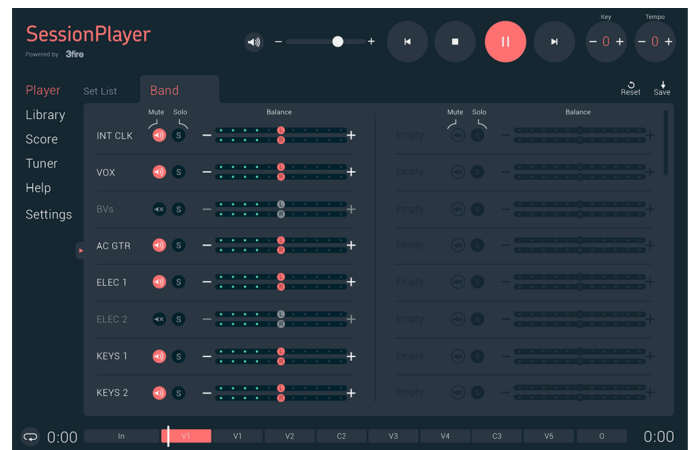 SessionPlayer
Powered by 3fire
Key Tempo
- 0 + - 0 +
Player
Library
Score
Tuner
Help
Settings
Set List Band
Reset Save
Mute Solo Balance
INT CLK S L R
VOX S L R
BVs S L R
AC GTR S L R
ELEC 1 S L R
ELEC 2 S L R
KEYS 1 S L R
KEYS 2 S L R
Mute Solo Balance
Empty S
Empty S
Empty S
Empty S
Empty S
Empty S
Empty S
Empty S
0:00 In V1 V1 V2 C2 V3 V4 C3 V5 O 0:00